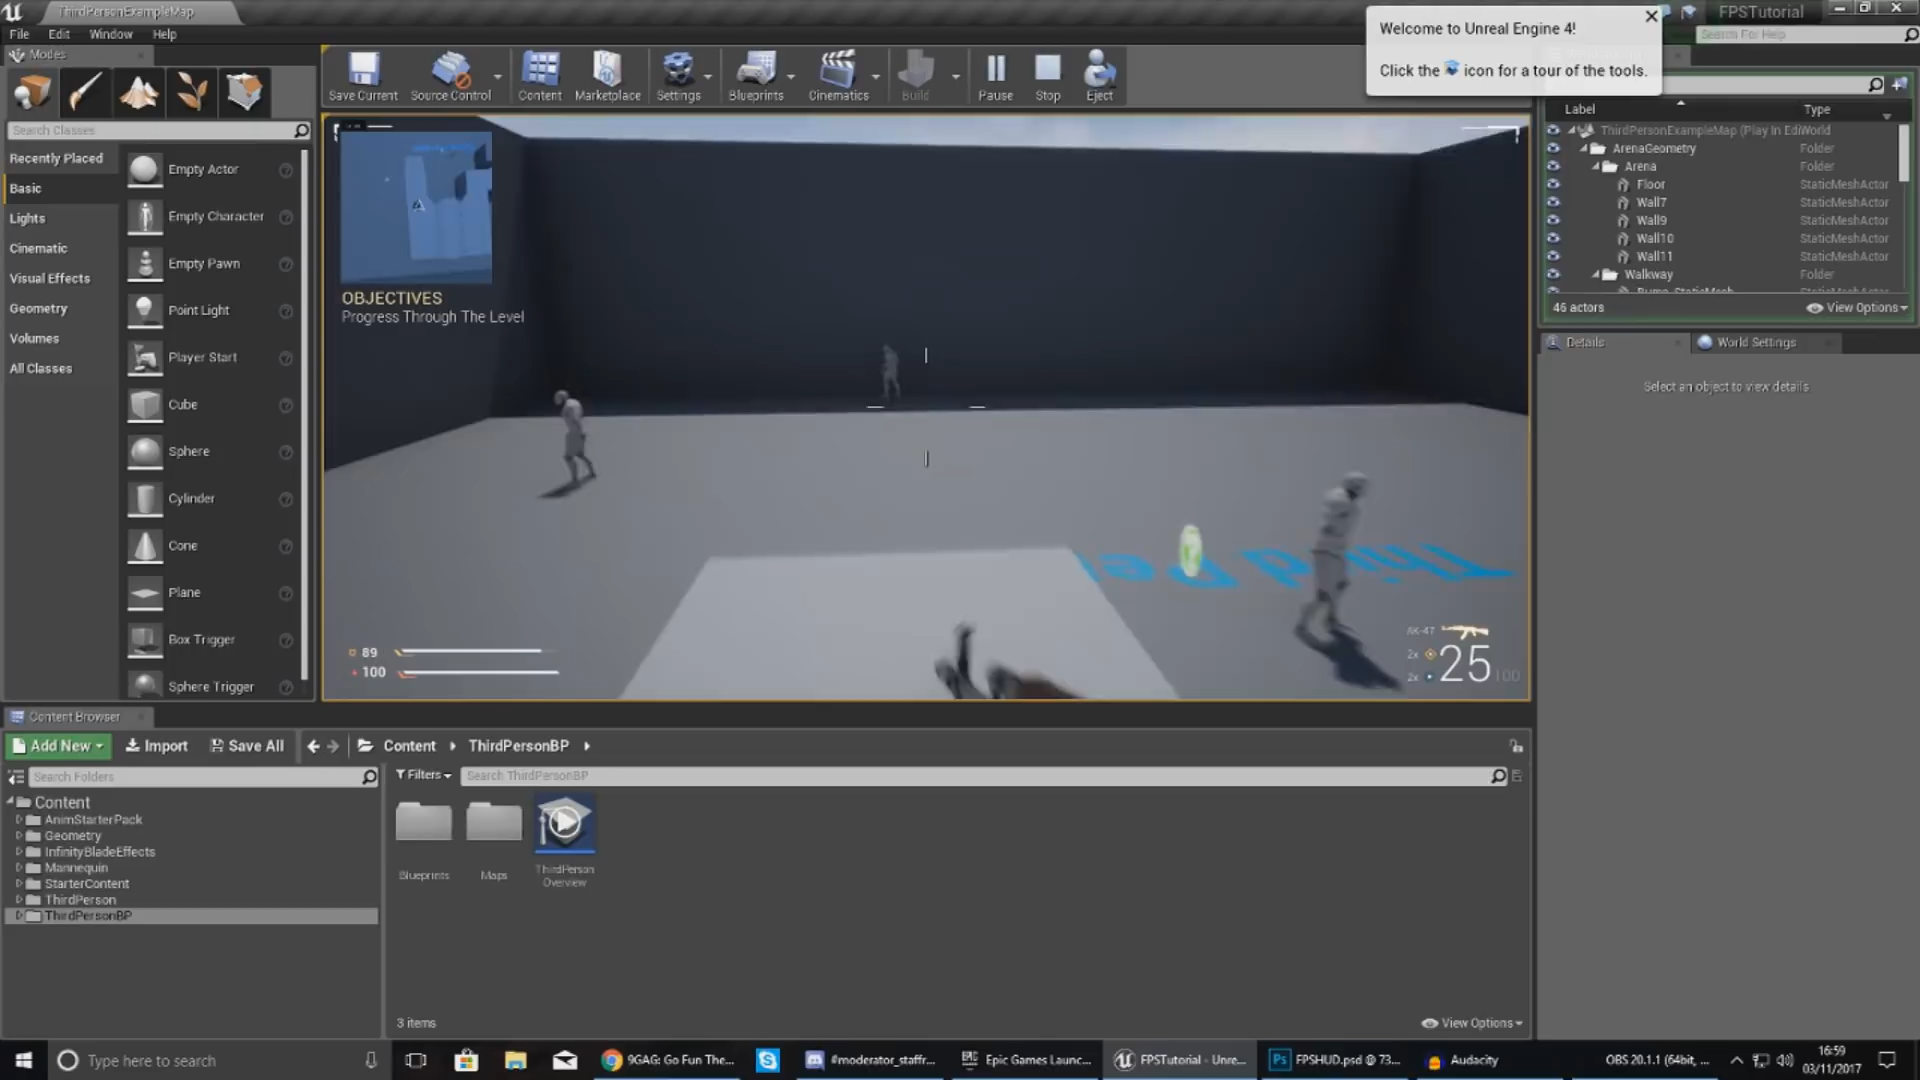 ThirdPersonExampleMap
FPSTutorial
File Edit Window Help
Search For Help
Welcome to Unreal Engine 4!
Click the icon for a tour of the tools.
Modes
Save Current
Source Control
Content
Marketplace
Settings
Blueprints
Cinematics
Build
Pause
Stop
Eject
Search Classes
Recently Placed
Basic
Lights
Cinematic
Visual Effects
Geometry
Volumes
All Classes
Empty Actor
Empty Character
Empty Pawn
Point Light
Player Start
Cube
Sphere
Cylinder
Cone
Plane
Box Trigger
Sphere Trigger
OBJECTIVES
Progress Through The Level
89
100
AK-47
2x
2x
25
100
Label Type
ThirdPersonExampleMap (Play In Edi World
ArenaGeometry Folder
Arena Folder
Floor StaticMeshActor
Wall7 StaticMeshActor
Wall9 StaticMeshActor
Wall10 StaticMeshActor
Wall11 StaticMeshActor
Walkway Folder
46 actors
View Options
Details
World Settings
Select an object to view details
Content Browser
Add New
Import
Save All
Content
ThirdPersonBP
Search Folders
Filters
Search ThirdPersonBP
Content
AnimStarterPack
Geometry
InfinityBladeEffects
Mannequin
StarterContent
ThirdPerson
ThirdPersonBP
Blueprints
Maps
ThirdPerson
Overview
3 items
View Options
Type here to search
9GAG: Go Fun The...
#moderator_staffr...
Epic Games Launc...
FPSTutorial - Unre...
FPSHUD.psd @ 73...
Audacity
OBS 20.1.1 (64bit, ...
16:59
03/11/2017